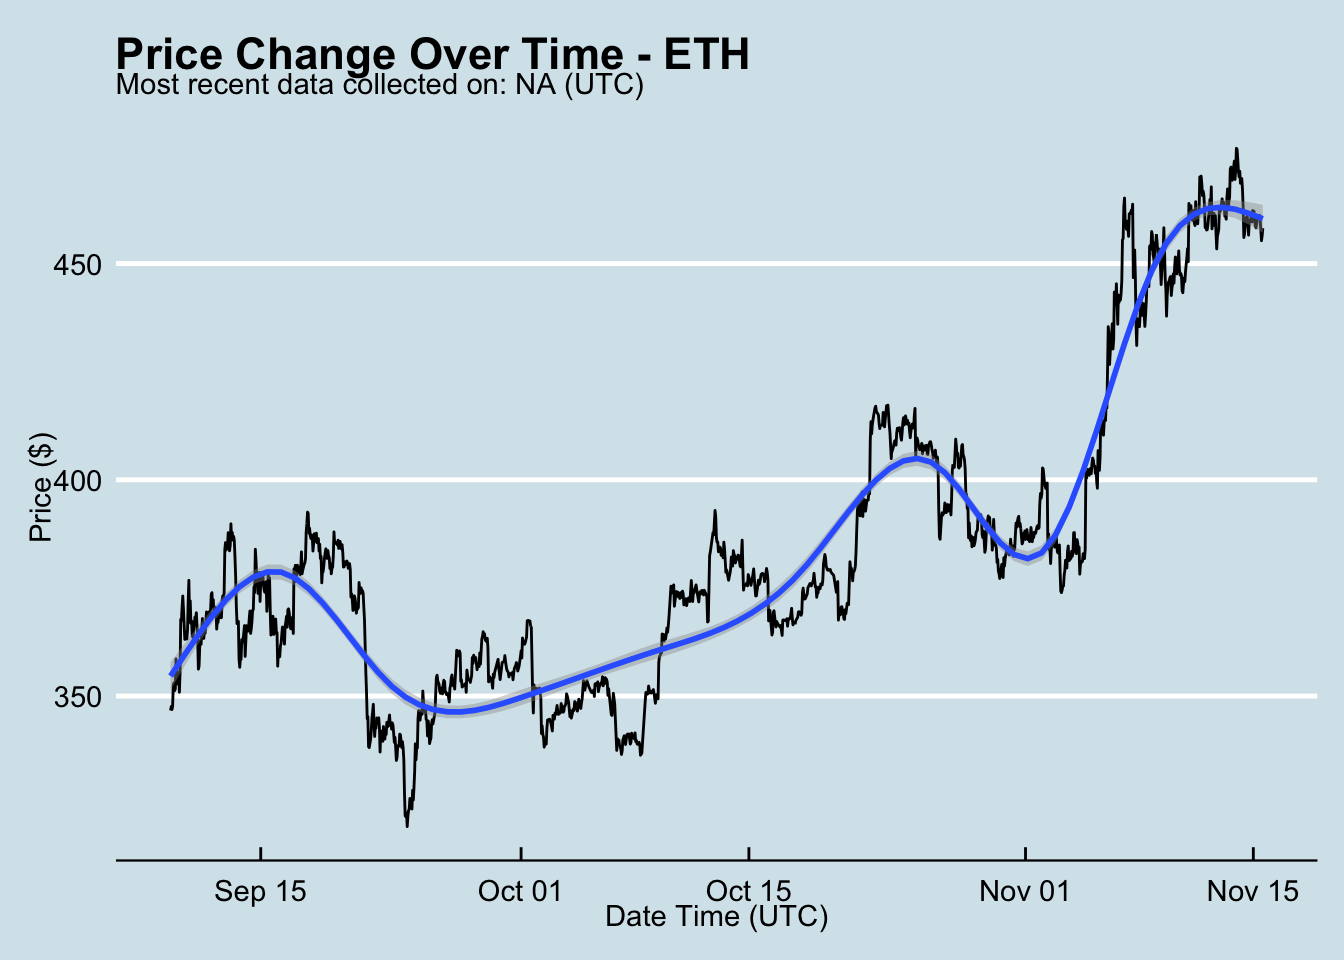 Price Change Over Time - ETH
Most recent data collected on: NA (UTC)
Price ($)
450
400
350
Sep 15
Oct 01
Oct 15
Nov 01
Nov 15
Date Time (UTC)